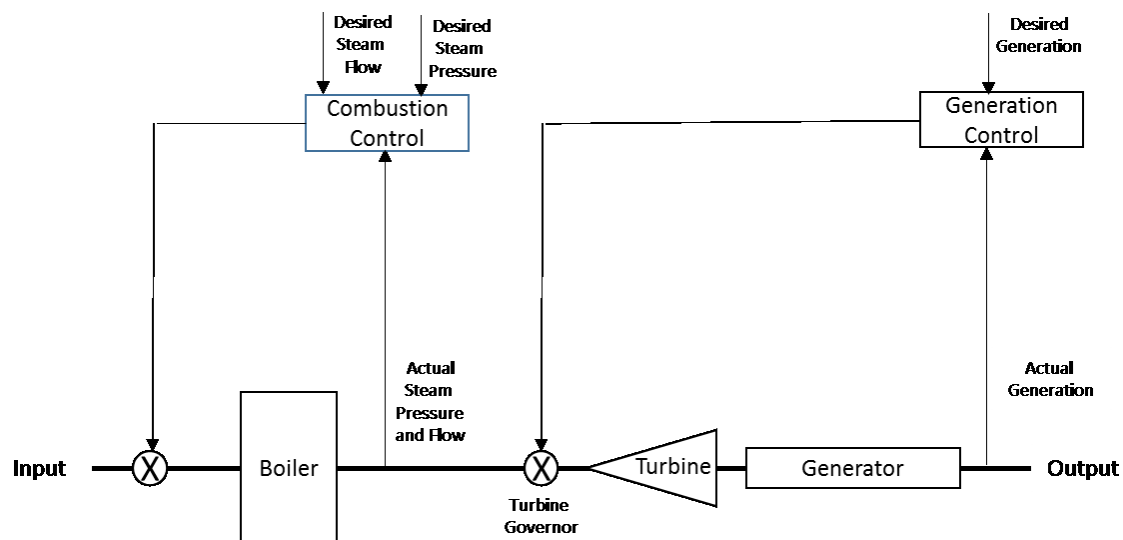 Desired
Steam
Flow
Desired
Steam
Pressure
Desired
Generation
Combustion
Control
Generation
Control
Actual
Steam
Pressure
and Flow
Actual
Generation
Input
X
Boiler
X
Turbine
Generator
Output
Turbine
Governor